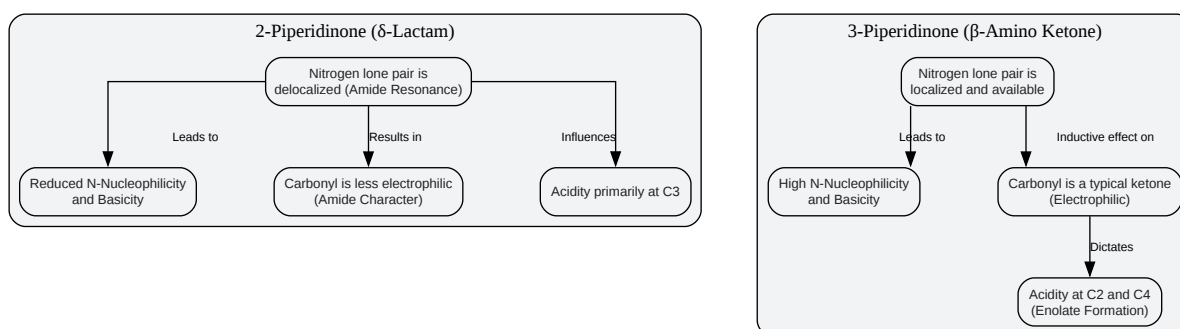 2-Piperidinone (δ-Lactam)
Nitrogen lone pair is
delocalized (Amide Resonance)
Leads to
Results in
Influences
Reduced N-Nucleophilicity
and Basicity
Carbonyl is less electrophilic
(Amide Character)
Acidity primarily at C3
3-Piperidinone (β-Amino Ketone)
Nitrogen lone pair is
localized and available
Leads to
Inductive effect on
High N-Nucleophilicity
and Basicity
Carbonyl is a typical ketone
(Electrophilic)
Dictates
Acidity at C2 and C4
(Enolate Formation)